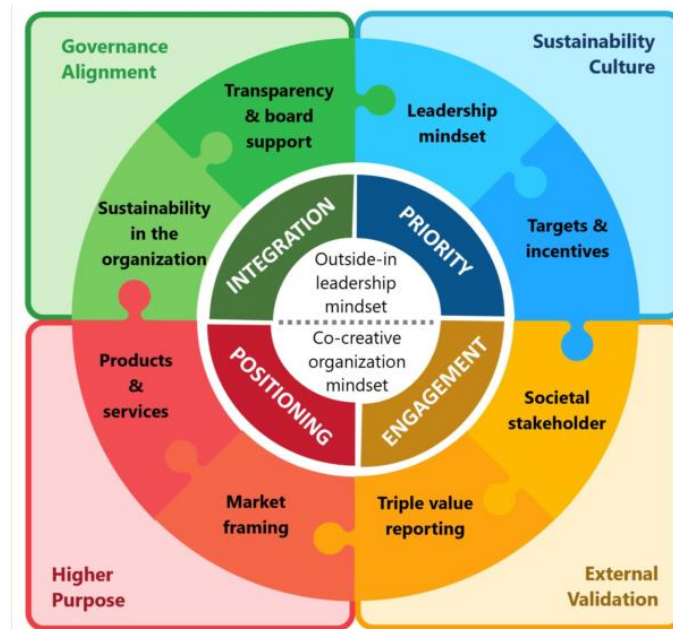 Governance
Alignment
Sustainability
Culture
Transparency
& board
support
Leadership
mindset
Sustainability
in the
organization
Targets &
incentives
INTEGRATION
PRIORITY
Outside-in
leadership
mindset
Co-creative
organization
mindset
POSITIONING
ENGAGEMENT
Products
&
services
Societal
stakeholder
Market
framing
Triple value
reporting
Higher
Purpose
External
Validation